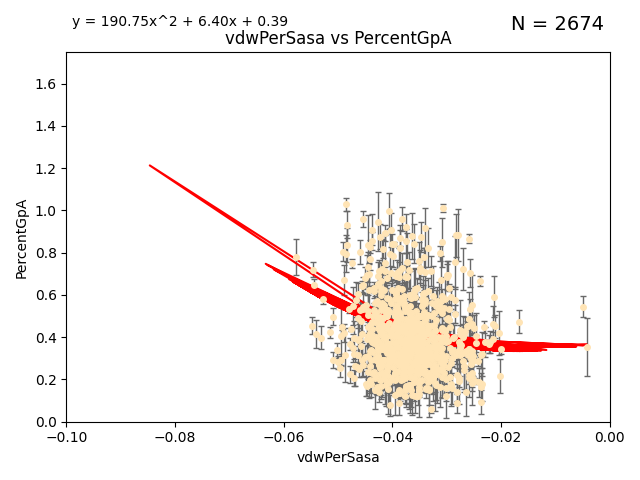 y = 190.75x^2 + 6.40x + 0.39
N = 2674
vdwPerSasa vs PercentGpA
PercentGpA
1.6
1.4
1.2
1.0
0.8
0.6
0.4
0.2
0.0
−0.10 −0.08 −0.06 −0.04 −0.02 0.00
vdwPerSasa